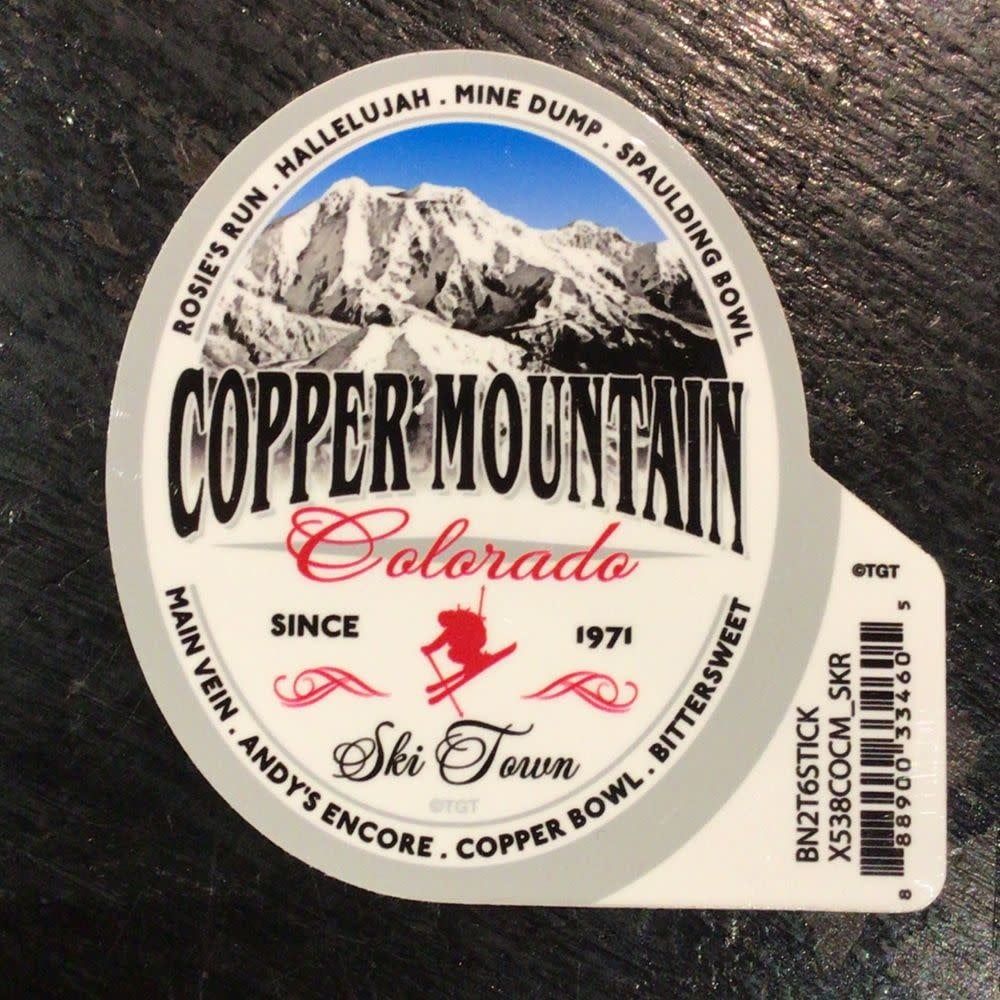 ROSIE'S RUN . HALLELUJAH . MINE DUMP . SPAULDING BOWL
COPPER MOUNTAIN
Colorado
SINCE 1971
Ski Town
©TGT
MAIN VEIN . ANDY'S ENCORE . COPPER BOWL . BITTERSWEET
©TGT
BN2T6STICK
X538COCM_SKR
8 88900 33460 5